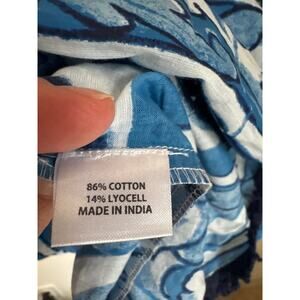 86% COTTON
14% LYOCELL
MADE IN INDIA